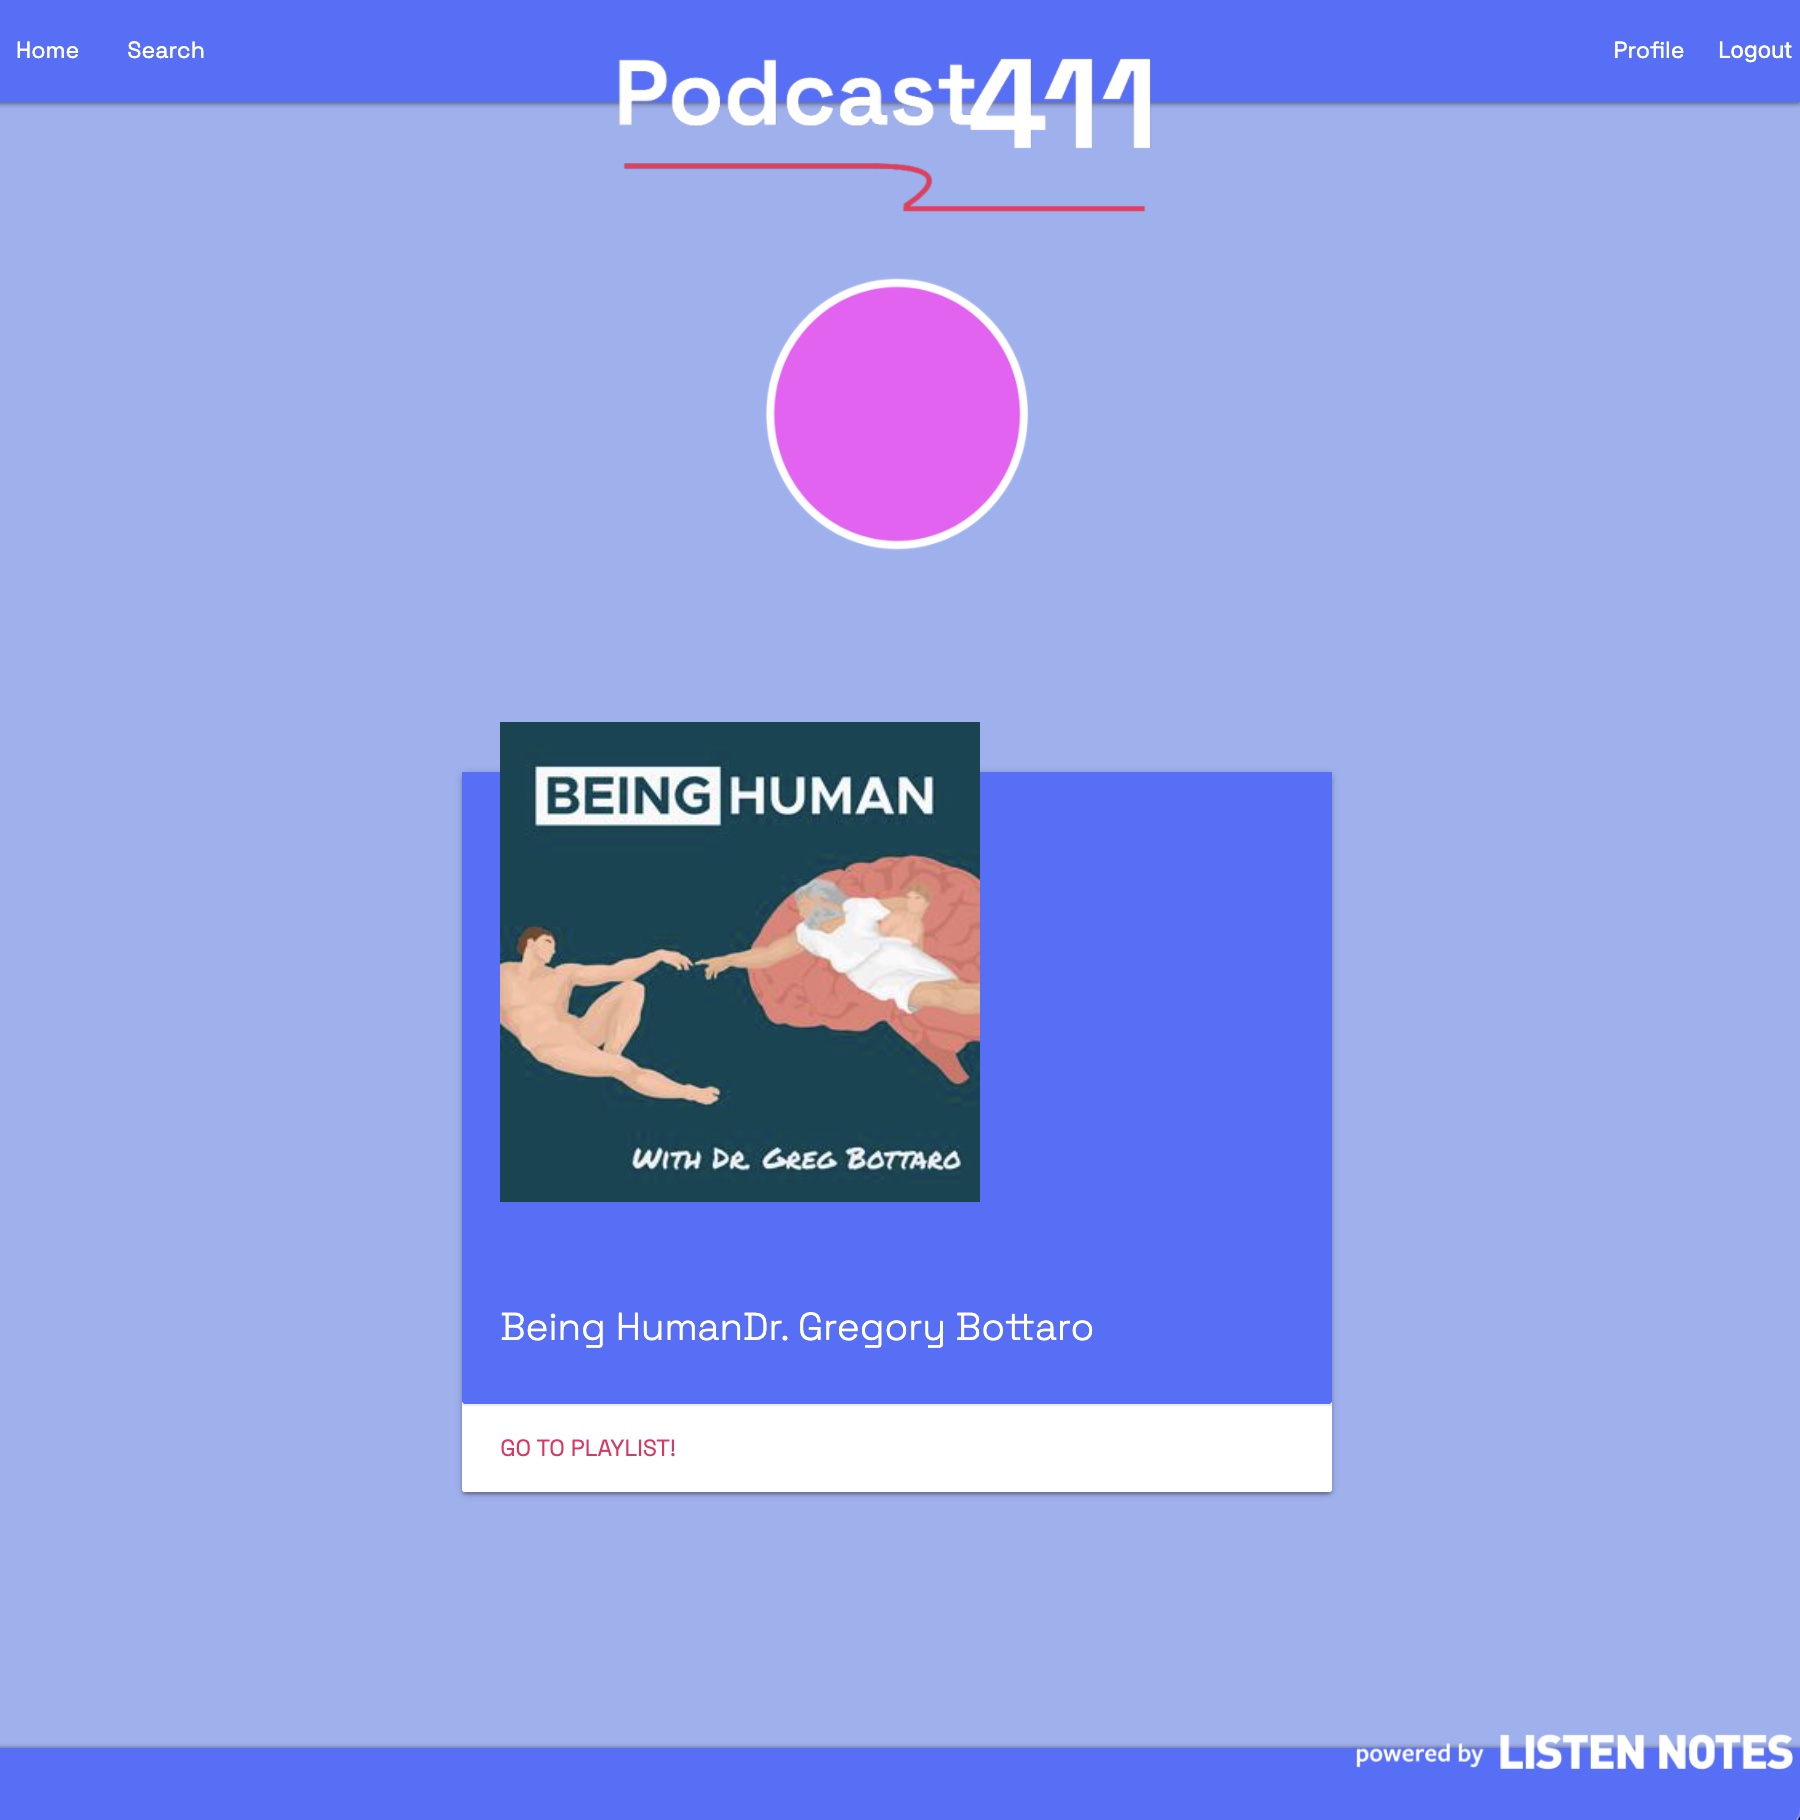 Home Search Profile Logout
Podcast411
BEING HUMAN
WITH DR. GREG BOTTARO
Being HumanDr. Gregory Bottaro
GO TO PLAYLIST!
powered by LISTEN NOTES